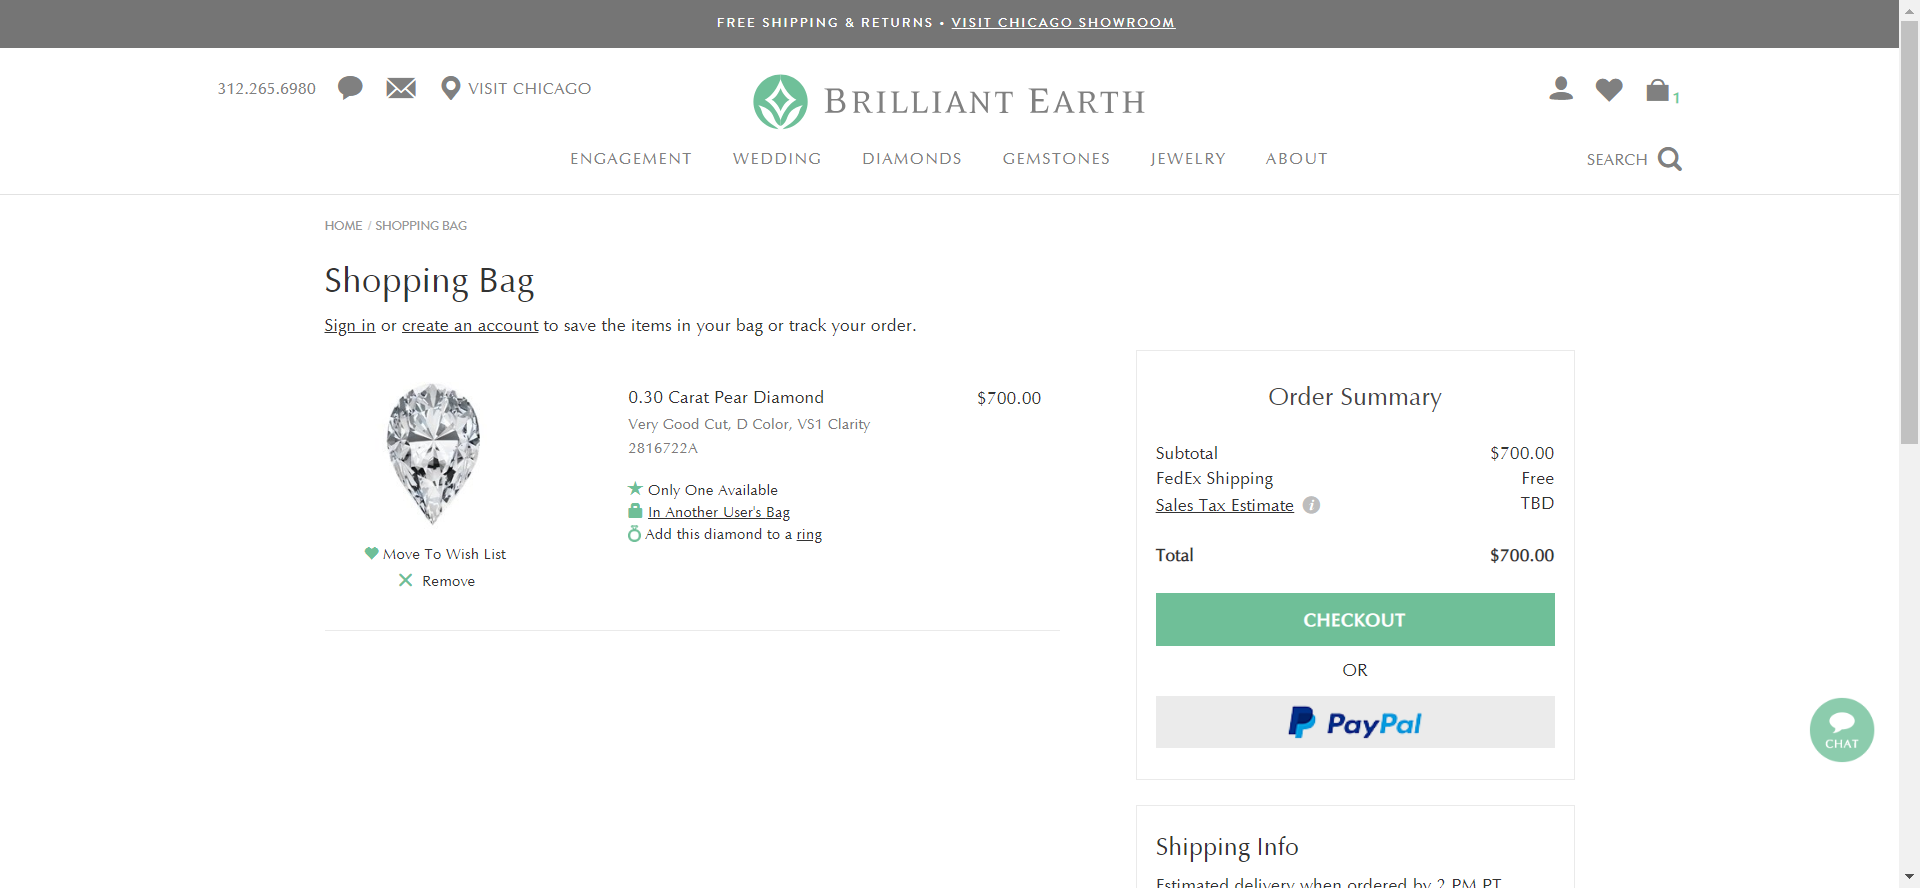 FREE SHIPPING & RETURNS • VISIT CHICAGO SHOWROOM
312.265.6980
VISIT CHICAGO
BRILLIANT EARTH
1
ENGAGEMENT WEDDING DIAMONDS GEMSTONES JEWELRY ABOUT
SEARCH
HOME / SHOPPING BAG
Shopping Bag
Sign in or create an account to save the items in your bag or track your order.
0.30 Carat Pear Diamond $700.00
Very Good Cut, D Color, VS1 Clarity
2816722A
Only One Available
In Another User's Bag
Add this diamond to a ring
Move To Wish List
Remove
Order Summary
Subtotal $700.00
FedEx Shipping Free
Sales Tax Estimate i TBD
Total $700.00
CHECKOUT
OR
PayPal
CHAT
Shipping Info
Estimated delivery when ordered by 2 PM PT